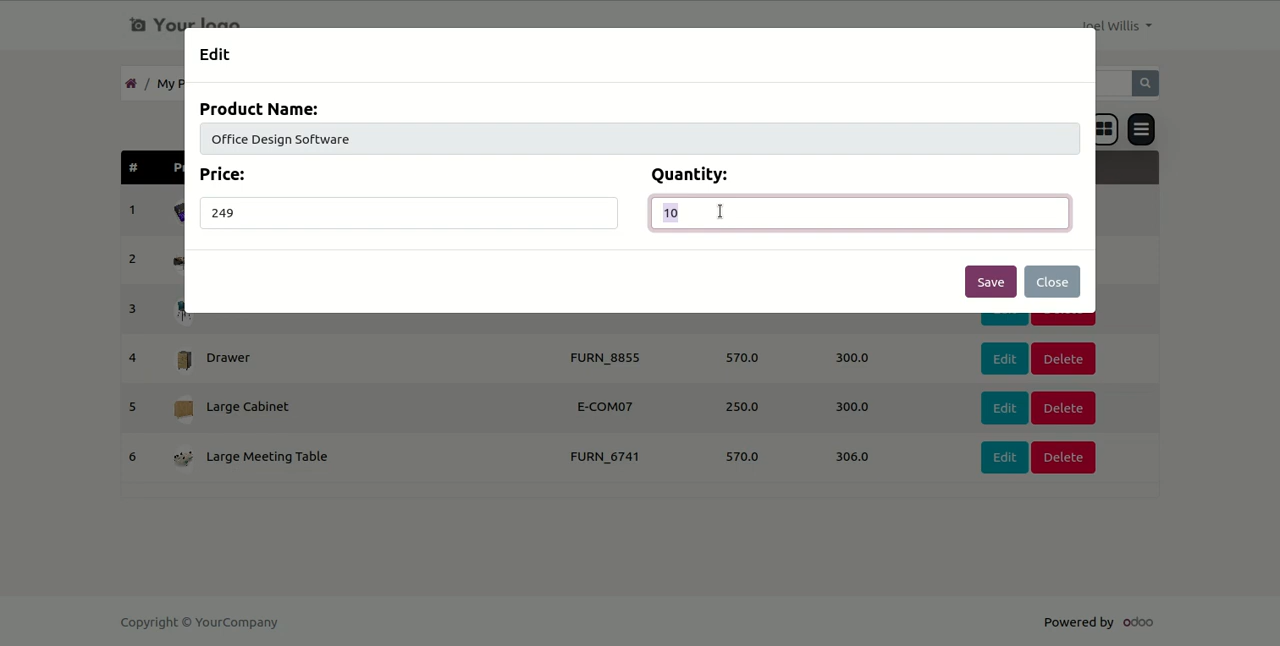 Your logo
Joel Willis
Edit
/ My P
Product Name:
Office Design Software
Price:
Quantity:
249
10
Save
Close
#
1
2
3
4 Drawer FURN_8855 570.0 300.0 Edit Delete
5 Large Cabinet E-COM07 250.0 300.0 Edit Delete
6 Large Meeting Table FURN_6741 570.0 306.0 Edit Delete
Copyright © YourCompany
Powered by odoo